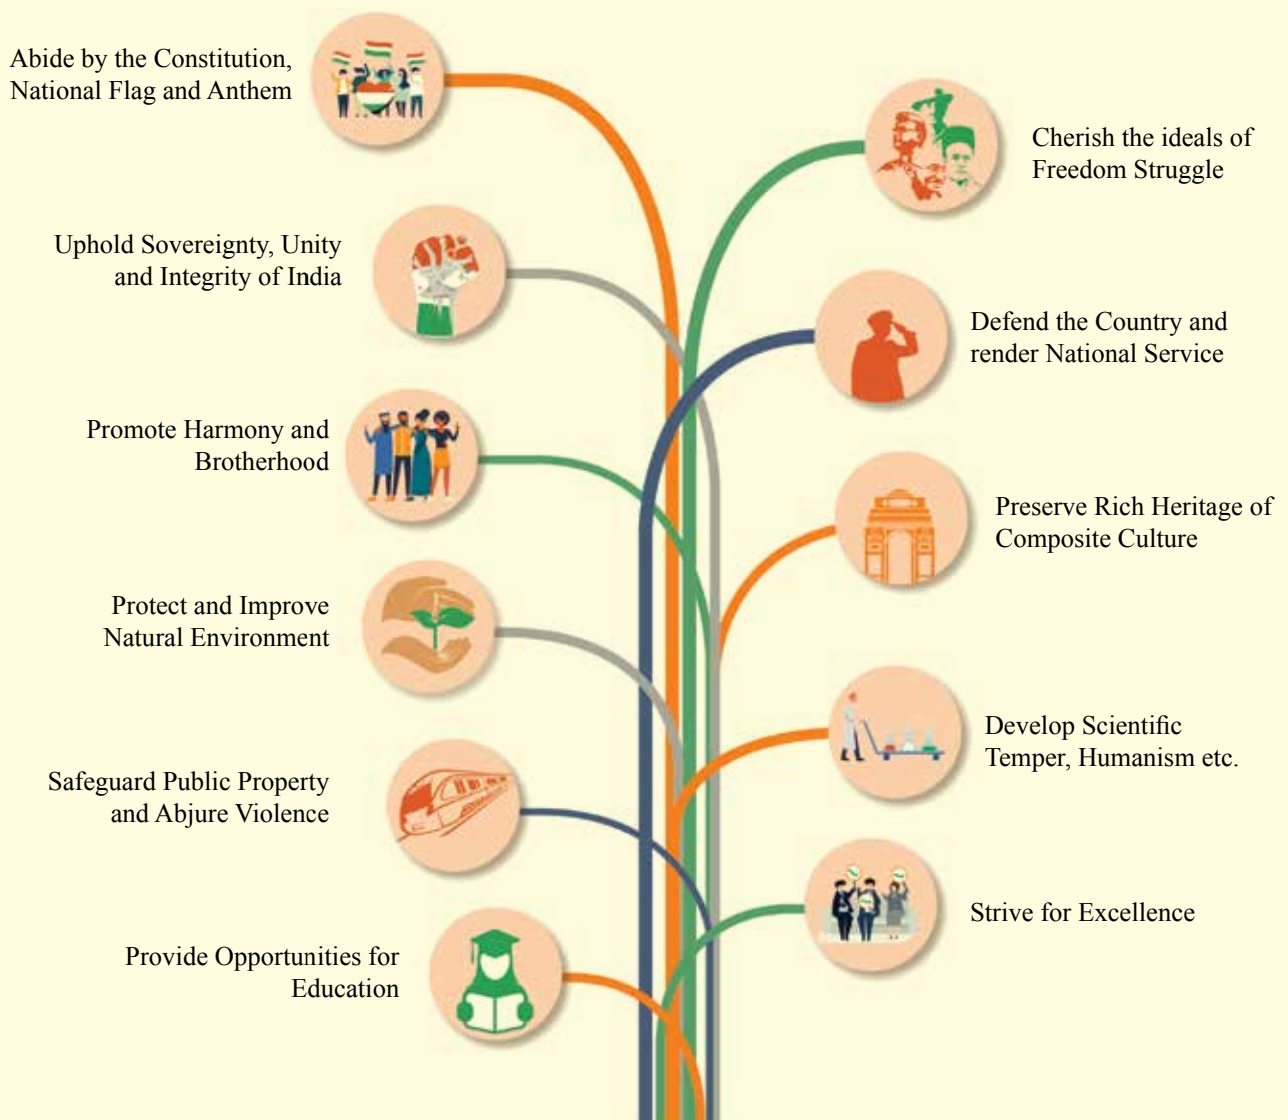 Abide by the Constitution,
National Flag and Anthem
Cherish the ideals of
Freedom Struggle
Uphold Sovereignty, Unity
and Integrity of India
Defend the Country and
render National Service
Promote Harmony and
Brotherhood
Preserve Rich Heritage of
Composite Culture
Protect and Improve
Natural Environment
Develop Scientific
Temper, Humanism etc.
Safeguard Public Property
and Abjure Violence
Strive for Excellence
Provide Opportunities for
Education